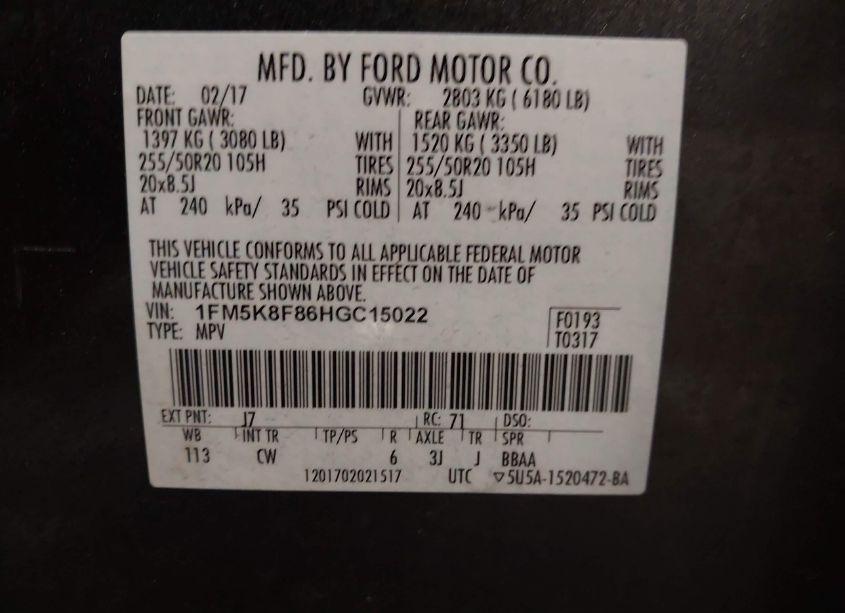 MFD. BY FORD MOTOR CO.
DATE: 02/17 GVWR: 2803 KG ( 6180 LB)
FRONT GAWR: REAR GAWR:
1397 KG ( 3080 LB) WITH 1520 KG ( 3350 LB) WITH
255/50R20 105H TIRES 255/50R20 105H TIRES
20x8.5J RIMS 20x8.5J RIMS
AT 240 kPa/ 35 PSI COLD AT 240 kPa/ 35 PSI COLD
THIS VEHICLE CONFORMS TO ALL APPLICABLE FEDERAL MOTOR
VEHICLE SAFETY STANDARDS IN EFFECT ON THE DATE OF
MANUFACTURE SHOWN ABOVE.
VIN: 1FM5K8F86HGC15022 F0193
TYPE: MPV T0317
EXT PNT: J7 RC: 71 DSO:
WB INT TR TP/PS R AXLE TR SPR
113 CW 6 3J J BBAA
1201702021517 UTC ▽5U5A-1520472-BA